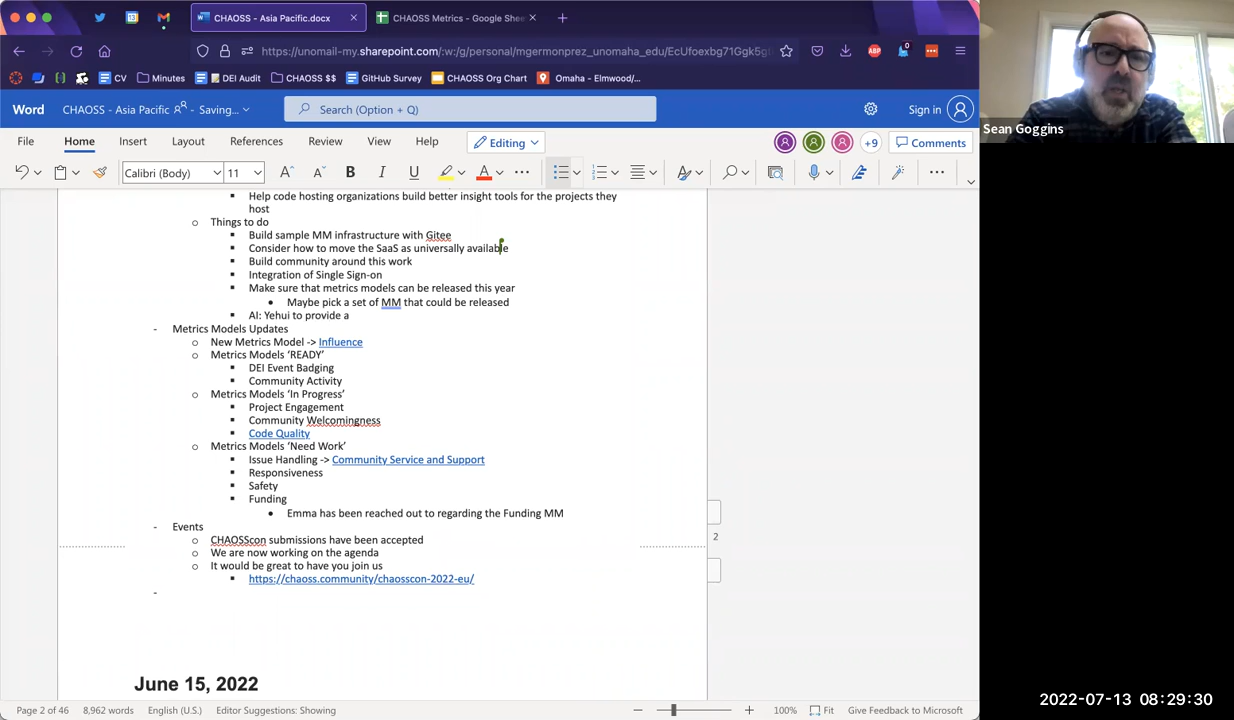 CHAOSS - Asia Pacific.docx
CHAOSS Metrics - Google She
https://unomail-my.sharepoint.com/:w:/g/personal/mgermonprez_unomaha_edu/EcUfoexbg71Ggk5g
ABP
0
CV
Minutes
DEI Audit
CHAOSS $$
GitHub Survey
CHAOSS Org Chart
Omaha - Elmwood/...
Word
CHAOSS - Asia Pacific
- Saving...
Search (Option + Q)
Sign in
File
Home
Insert
Layout
References
Review
View
Help
Editing
+9
Comments
Calibri (Body)
11
B
I
U
Help code hosting organizations build better insight tools for the projects they
host
Things to do
Build sample MM infrastructure with Gitee
Consider how to move the SaaS as universally available
Build community around this work
Integration of Single Sign-on
Make sure that metrics models can be released this year
Maybe pick a set of MM that could be released
AI: Yehui to provide a
- Metrics Models Updates
New Metrics Model -> Influence
Metrics Models ‘READY’
DEI Event Badging
Community Activity
Metrics Models ‘In Progress’
Project Engagement
Community Welcomingness
Code Quality
Metrics Models ‘Need Work’
Issue Handling -> Community Service and Support
Responsiveness
Safety
Funding
Emma has been reached out to regarding the Funding MM
- Events
CHAOSScon submissions have been accepted
We are now working on the agenda
It would be great to have you join us
https://chaoss.community/chaosscon-2022-eu/
-
2
June 15, 2022
Page 2 of 46
8,962 words
English (U.S.)
Editor Suggestions: Showing
100%
Fit
Give Feedback to Microsoft
Sean Goggins
2022-07-13 08:29:30